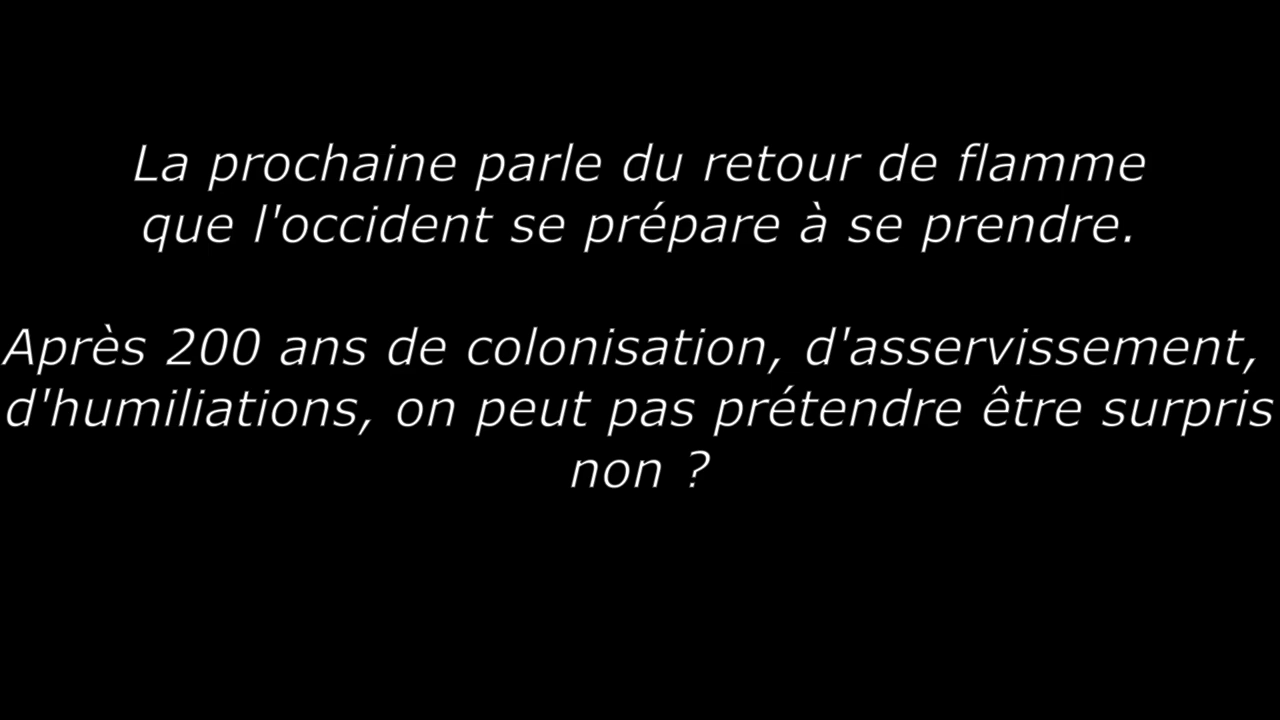 La prochaine parle du retour de flamme
que l'occident se prépare à se prendre.
Après 200 ans de colonisation, d'asservissement,
d'humiliations, on peut pas prétendre être surpris
non ?